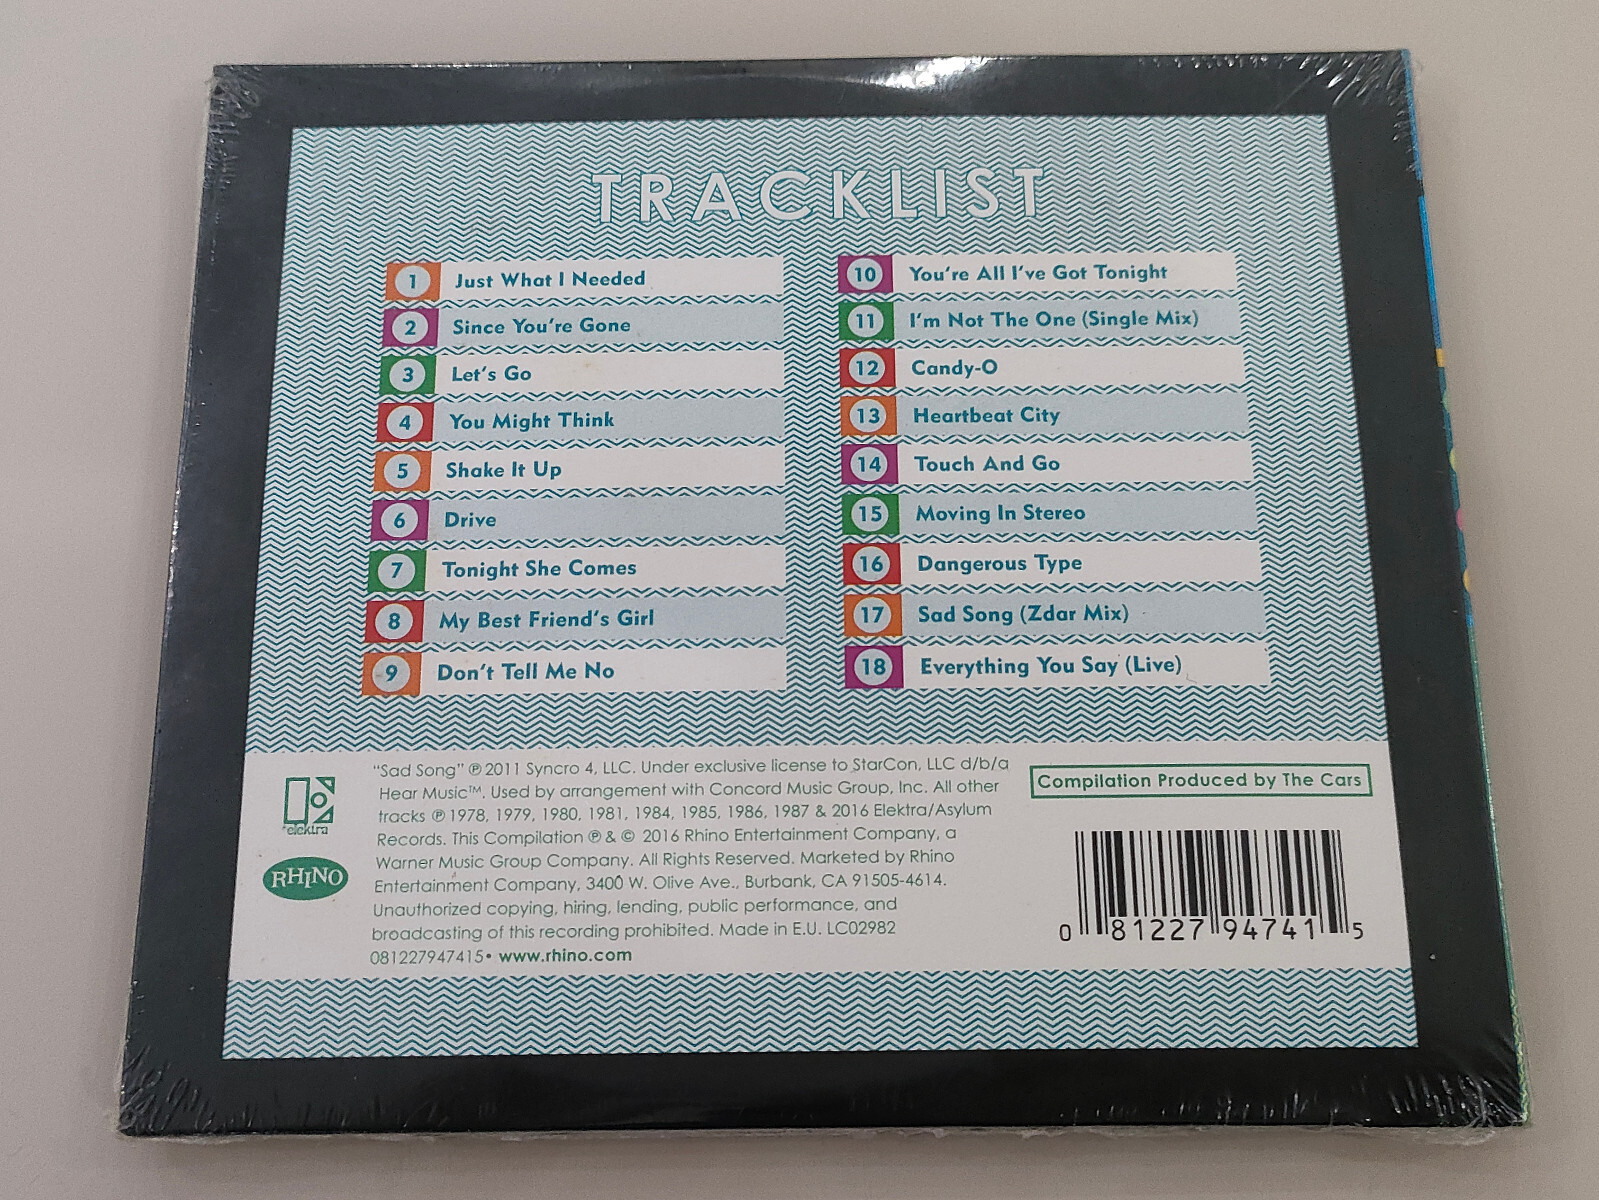 TRACKLIST
1 Just What I Needed
2 Since You're Gone
3 Let's Go
4 You Might Think
5 Shake It Up
6 Drive
7 Tonight She Comes
8 My Best Friend's Girl
9 Don't Tell Me No
10 You're All I've Got Tonight
11 I'm Not The One (Single Mix)
12 Candy-O
13 Heartbeat City
14 Touch And Go
15 Moving In Stereo
16 Dangerous Type
17 Sad Song (Zdar Mix)
18 Everything You Say (Live)
elektra
RHINO
"Sad Song" ℗ 2011 Syncro 4, LLC. Under exclusive license to StarCon, LLC d/b/a
Hear Music™. Used by arrangement with Concord Music Group, Inc. All other
tracks ℗ 1978, 1979, 1980, 1981, 1984, 1985, 1986, 1987 & 2016 Elektra/Asylum
Records. This Compilation ℗ & © 2016 Rhino Entertainment Company, a
Warner Music Group Company. All Rights Reserved. Marketed by Rhino
Entertainment Company, 3400 W. Olive Ave., Burbank, CA 91505-4614.
Unauthorized copying, hiring, lending, public performance, and
broadcasting of this recording prohibited. Made in E.U. LC02982
081227947415• www.rhino.com
Compilation Produced by The Cars
0 81227 94741 5